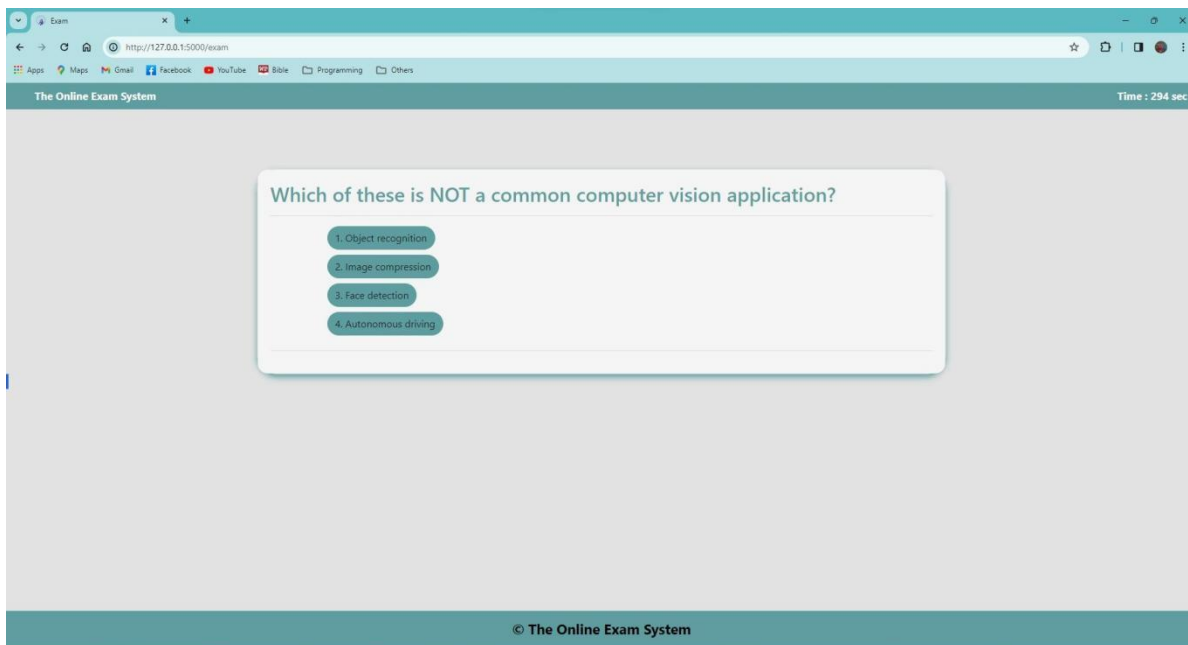 Exam
http://127.0.0.1:5000/exam
Apps Maps Gmail Facebook YouTube Bible Programming Others
The Online Exam System Time : 294 sec
Which of these is NOT a common computer vision application?
1. Object recognition
2. Image compression
3. Face detection
4. Autonomous driving
© The Online Exam System